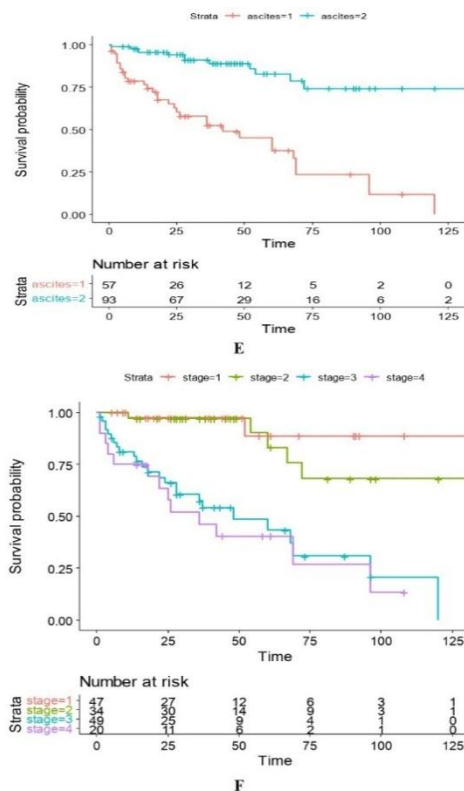 Strata ascites=1 ascites=2
1.00
0.75
0.50
0.25
0.00
Survival probability
0 25 50 75 100 125
Time
Number at risk
Strata
ascites=1 57 26 12 5 2 0
ascites=2 93 67 29 16 6 2
0 25 50 75 100 125
Time
E
Strata stage=1 stage=2 stage=3 stage=4
1.00
0.75
0.50
0.25
0.00
Survival probability
0 25 50 75 100 125
Time
Number at risk
Strata
stage=1 47 27 12 6 3 1
stage=2 34 30 14 9 3 1
stage=3 49 25 9 4 1 0
stage=4 20 11 6 2 1 0
0 25 50 75 100 125
Time
F